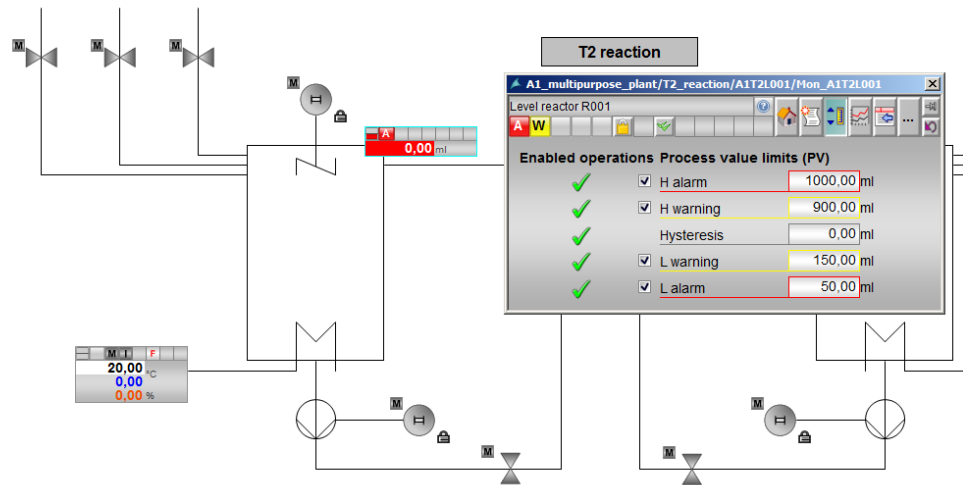 M
M
M
T2 reaction
A1_multipurpose_plant/T2_reaction/A1T2L001/Mon_A1T2L001
Level reactor R001
A W
...
M
A
0,00 ml
Enabled operations Process value limits (PV)
H alarm 1000,00 ml
H warning 900,00 ml
Hysteresis 0,00 ml
L warning 150,00 ml
L alarm 50,00 ml
M I F
20,00 °C
0,00
0,00 %
M
M
M
M